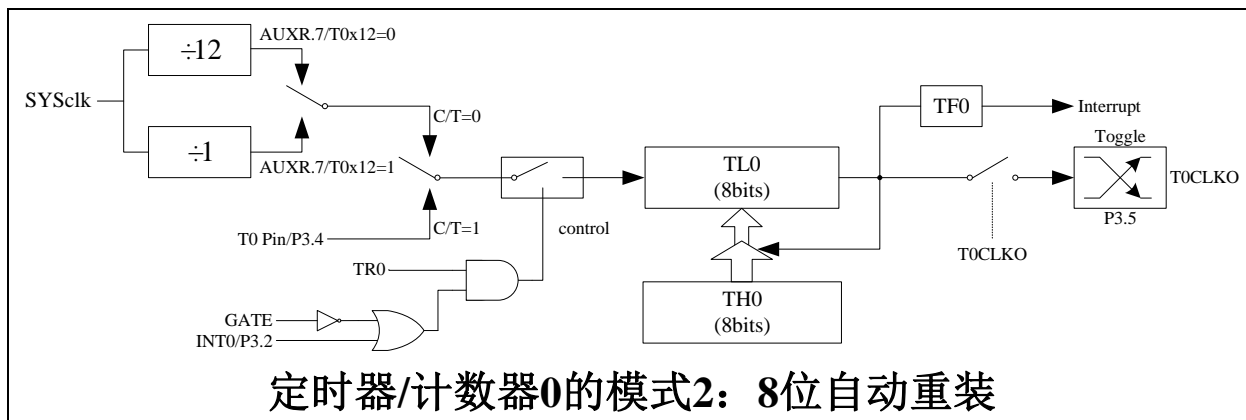 AUXR.7/T0x12=0
÷12
SYSclk
÷1
AUXR.7/T0x12=1
C/T=0
C/T=1
T0 Pin/P3.4
TR0
GATE
INT0/P3.2
control
TL0
(8bits)
TH0
(8bits)
TF0
Interrupt
Toggle
T0CLKO
P3.5
T0CLKO
定时器/计数器0的模式2：8位自动重装